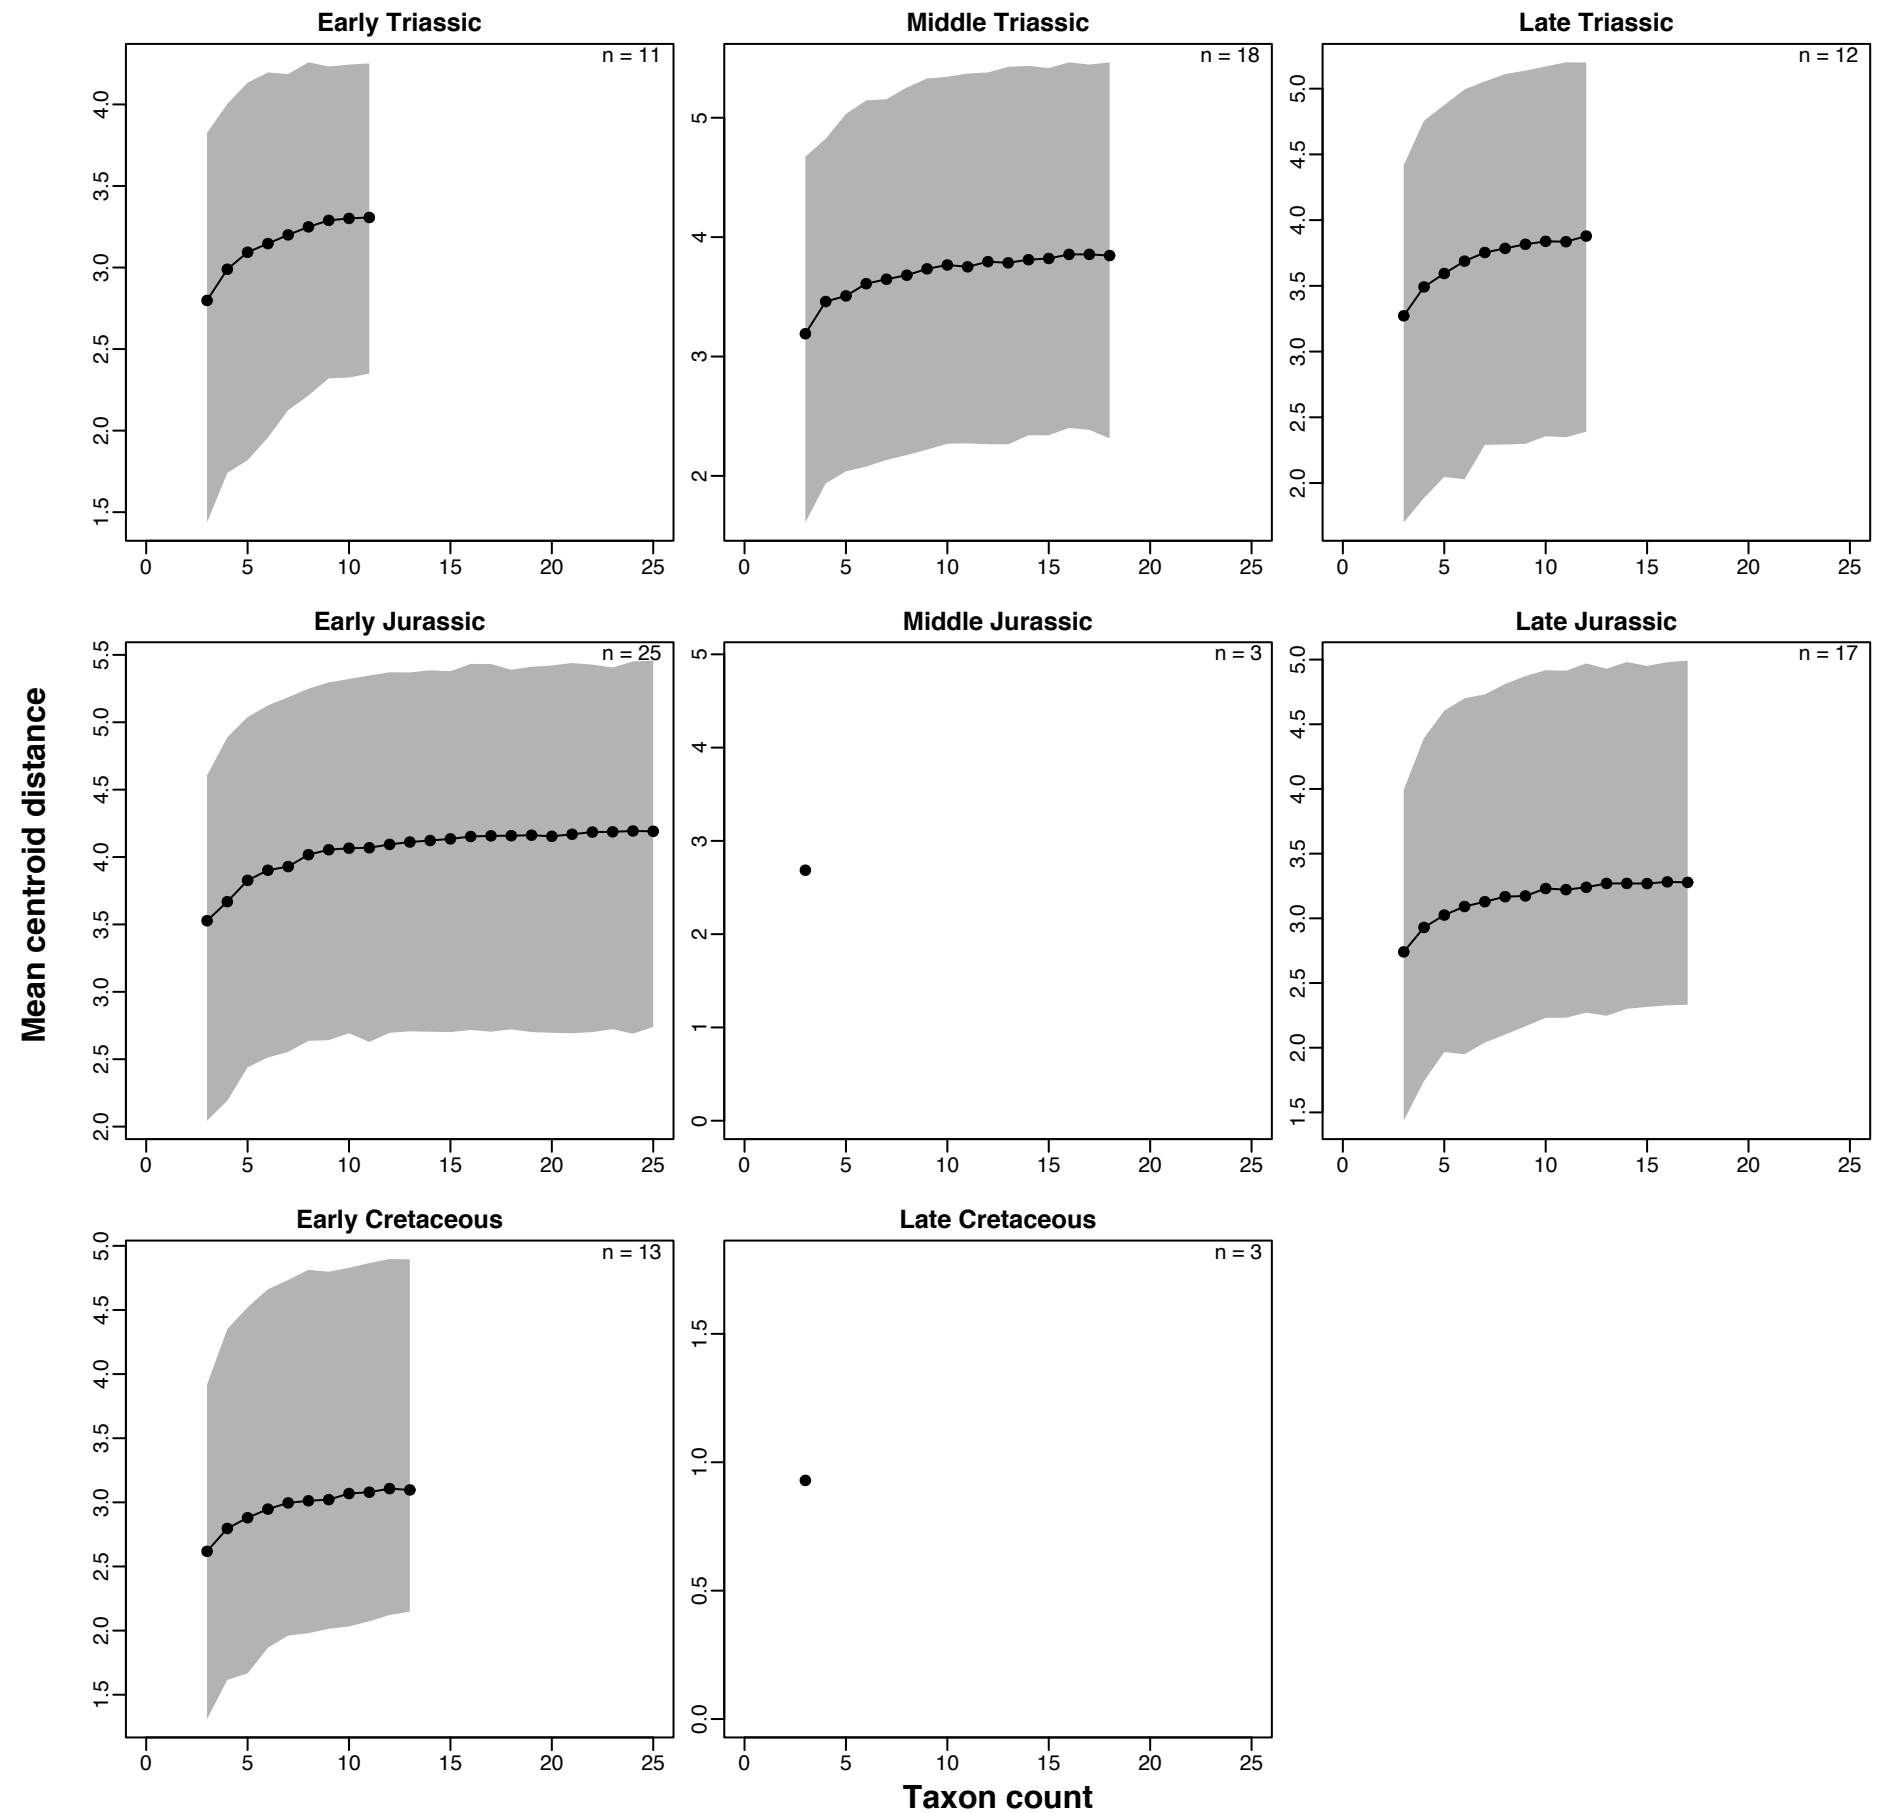 Early Triassic
n = 11
4.0
3.5
3.0
2.5
2.0
1.5
0 5 10 15 20 25
Middle Triassic
n = 18
5
4
3
2
0 5 10 15 20 25
Late Triassic
n = 12
5.0
4.5
4.0
3.5
3.0
2.5
2.0
0 5 10 15 20 25
Early Jurassic
n = 25
5.5
5.0
4.5
4.0
3.5
3.0
2.5
2.0
0 5 10 15 20 25
Middle Jurassic
n = 3
5
4
3
2
1
0
0 5 10 15 20 25
Late Jurassic
n = 17
5.0
4.5
4.0
3.5
3.0
2.5
2.0
1.5
0 5 10 15 20 25
Early Cretaceous
n = 13
5.0
4.5
4.0
3.5
3.0
2.5
2.0
1.5
0 5 10 15 20 25
Late Cretaceous
n = 3
1.5
1.0
0.5
0.0
0 5 10 15 20 25
Mean centroid distance
Taxon count